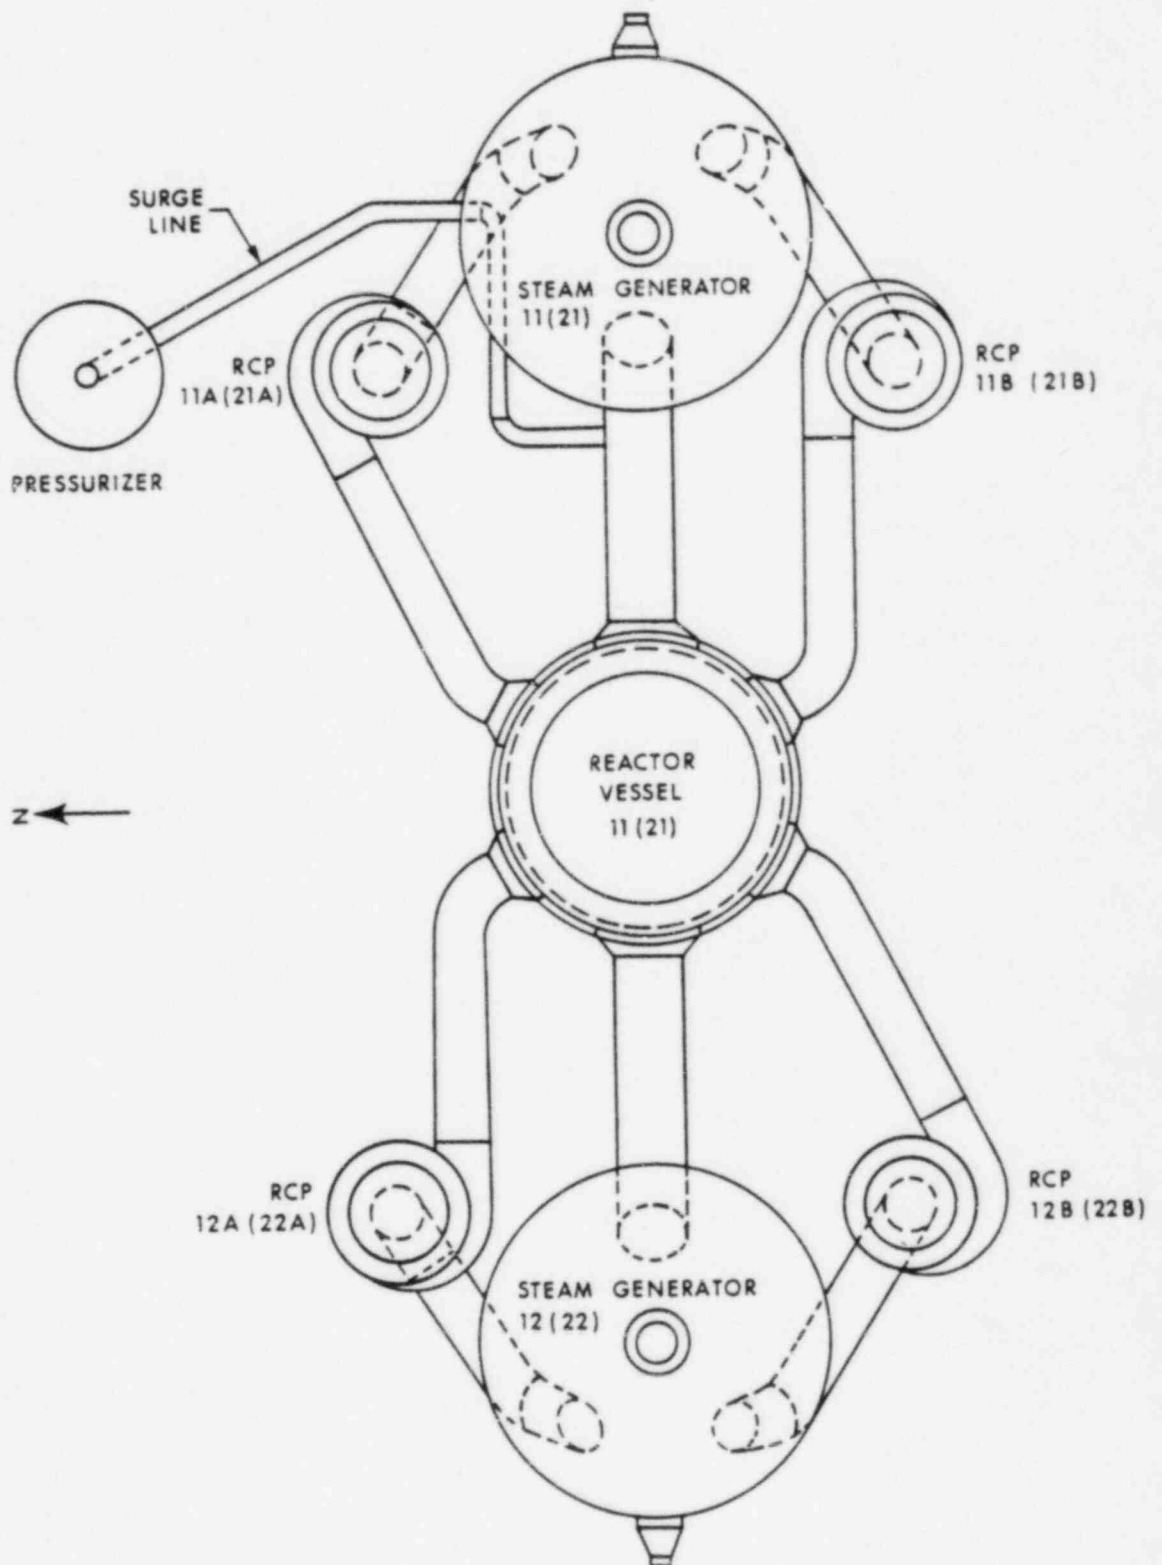 SURGE
LINE
STEAM GENERATOR
11(21)
RCP
11A(21A)
RCP
11B (21B)
PRESSURIZER
REACTOR
VESSEL
11(21)
N
RCP
12A(22A)
RCP
12B(22B)
STEAM GENERATOR
12(22)